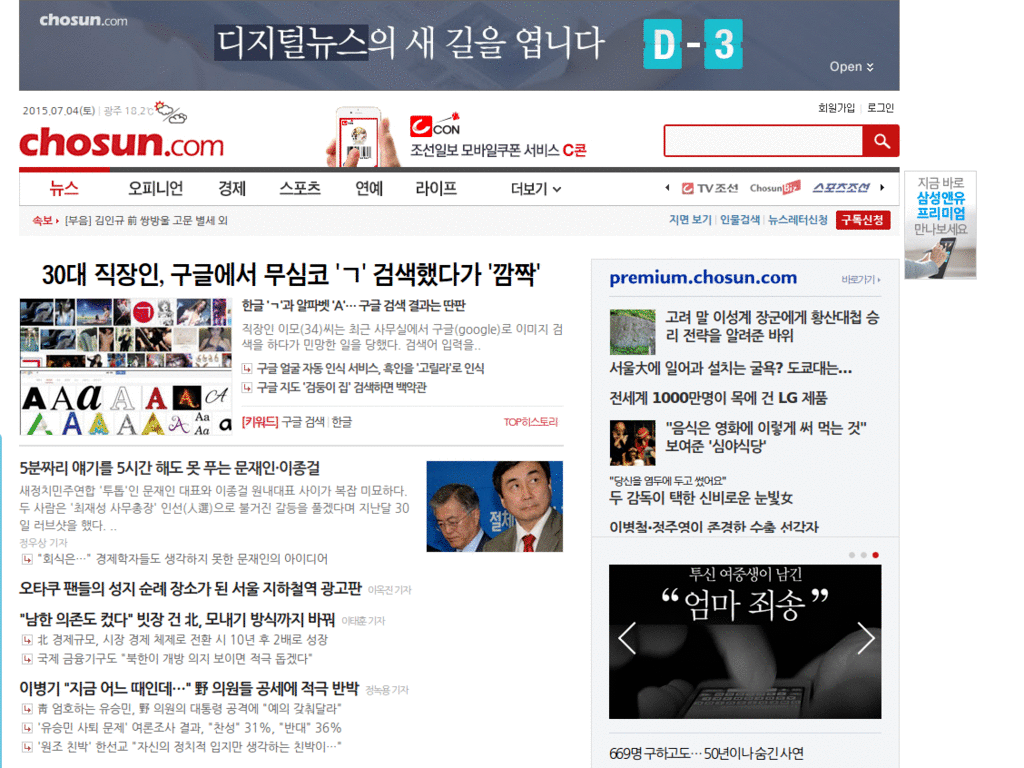 chosun.com
디지털뉴스의 새 길을 엽니다
D-3
Open
2015.07.04(토) 광주 18.2℃
회원가입 로그인
chosun.com
CON
조선일보 모바일쿠폰 서비스 C콘
뉴스 오피니언 경제 스포츠 연예 라이프 더보기
TV조선 ChosunBiz 스포츠조선
속보 [부음] 김인규 前 쌍방울 고문 별세 외
지면 보기 인물검색 뉴스레터신청 구독신청
지금 바로
삼성앤유
프리미엄
만나보세요
30대 직장인, 구글에서 무심코 'ㄱ' 검색했다가 '깜짝'
한글 'ㄱ'과 알파벳 'A'… 구글 검색 결과는 딴판
직장인 이모(34)씨는 최근 사무실에서 구글(google)로 이미지 검
색을 하다가 민망한 일을 당했다. 검색어 입력을..
구글 얼굴 자동 인식 서비스, 흑인을 '고릴라'로 인식
구글 지도 '검둥이 집' 검색하면 백악관
[키워드] 구글 검색 한글
TOP히스토리
5분짜리 얘기를 5시간 해도 못 푸는 문재인·이종걸
새정치민주연합 '투톱'인 문재인 대표와 이종걸 원내대표 사이가 복잡 미묘하다.
두 사람은 '최재성 사무총장' 인선(人選)으로 불거진 갈등을 풀겠다며 지난달 30
일 러브샷을 했다. ..
정우상 기자
"회식은…" 경제학자들도 생각하지 못한 문재인의 아이디어
오타쿠 팬들의 성지 순례 장소가 된 서울 지하철역 광고판 이옥진 기자
"남한 의존도 컸다" 빗장 건 北, 모내기 방식까지 바꿔 이태훈 기자
北 경제규모, 시장 경제 체제로 전환 시 10년 후 2배로 성장
국제 금융기구도 "북한이 개방 의지 보이면 적극 돕겠다"
이병기 "지금 어느 때인데…" 野 의원들 공세에 적극 반박 정녹용 기자
靑 엄호하는 유승민, 野 의원의 대통령 공격에 "예의 갖춰달라"
'유승민 사퇴 문제' 여론조사 결과, "찬성" 31%, "반대" 36%
'원조 친박' 한선교 "자신의 정치적 입지만 생각하는 친박이…"
premium.chosun.com
바로가기
고려 말 이성계 장군에게 황산대첩 승
리 전략을 알려준 바위
서울大에 일어과 설치는 굴욕? 도쿄대는...
전세계 1000만명이 목에 건 LG 제품
"음식은 영화에 이렇게 써 먹는 것"
보여준 '심야식당'
"당신을 염두에 두고 썼어요"
두 감독이 택한 신비로운 눈빛女
이병철·정주영이 존경한 수출 선각자
투신 여중생이 남긴
“엄마 죄송”
669명 구하고도… 50년이나 숨긴 사연